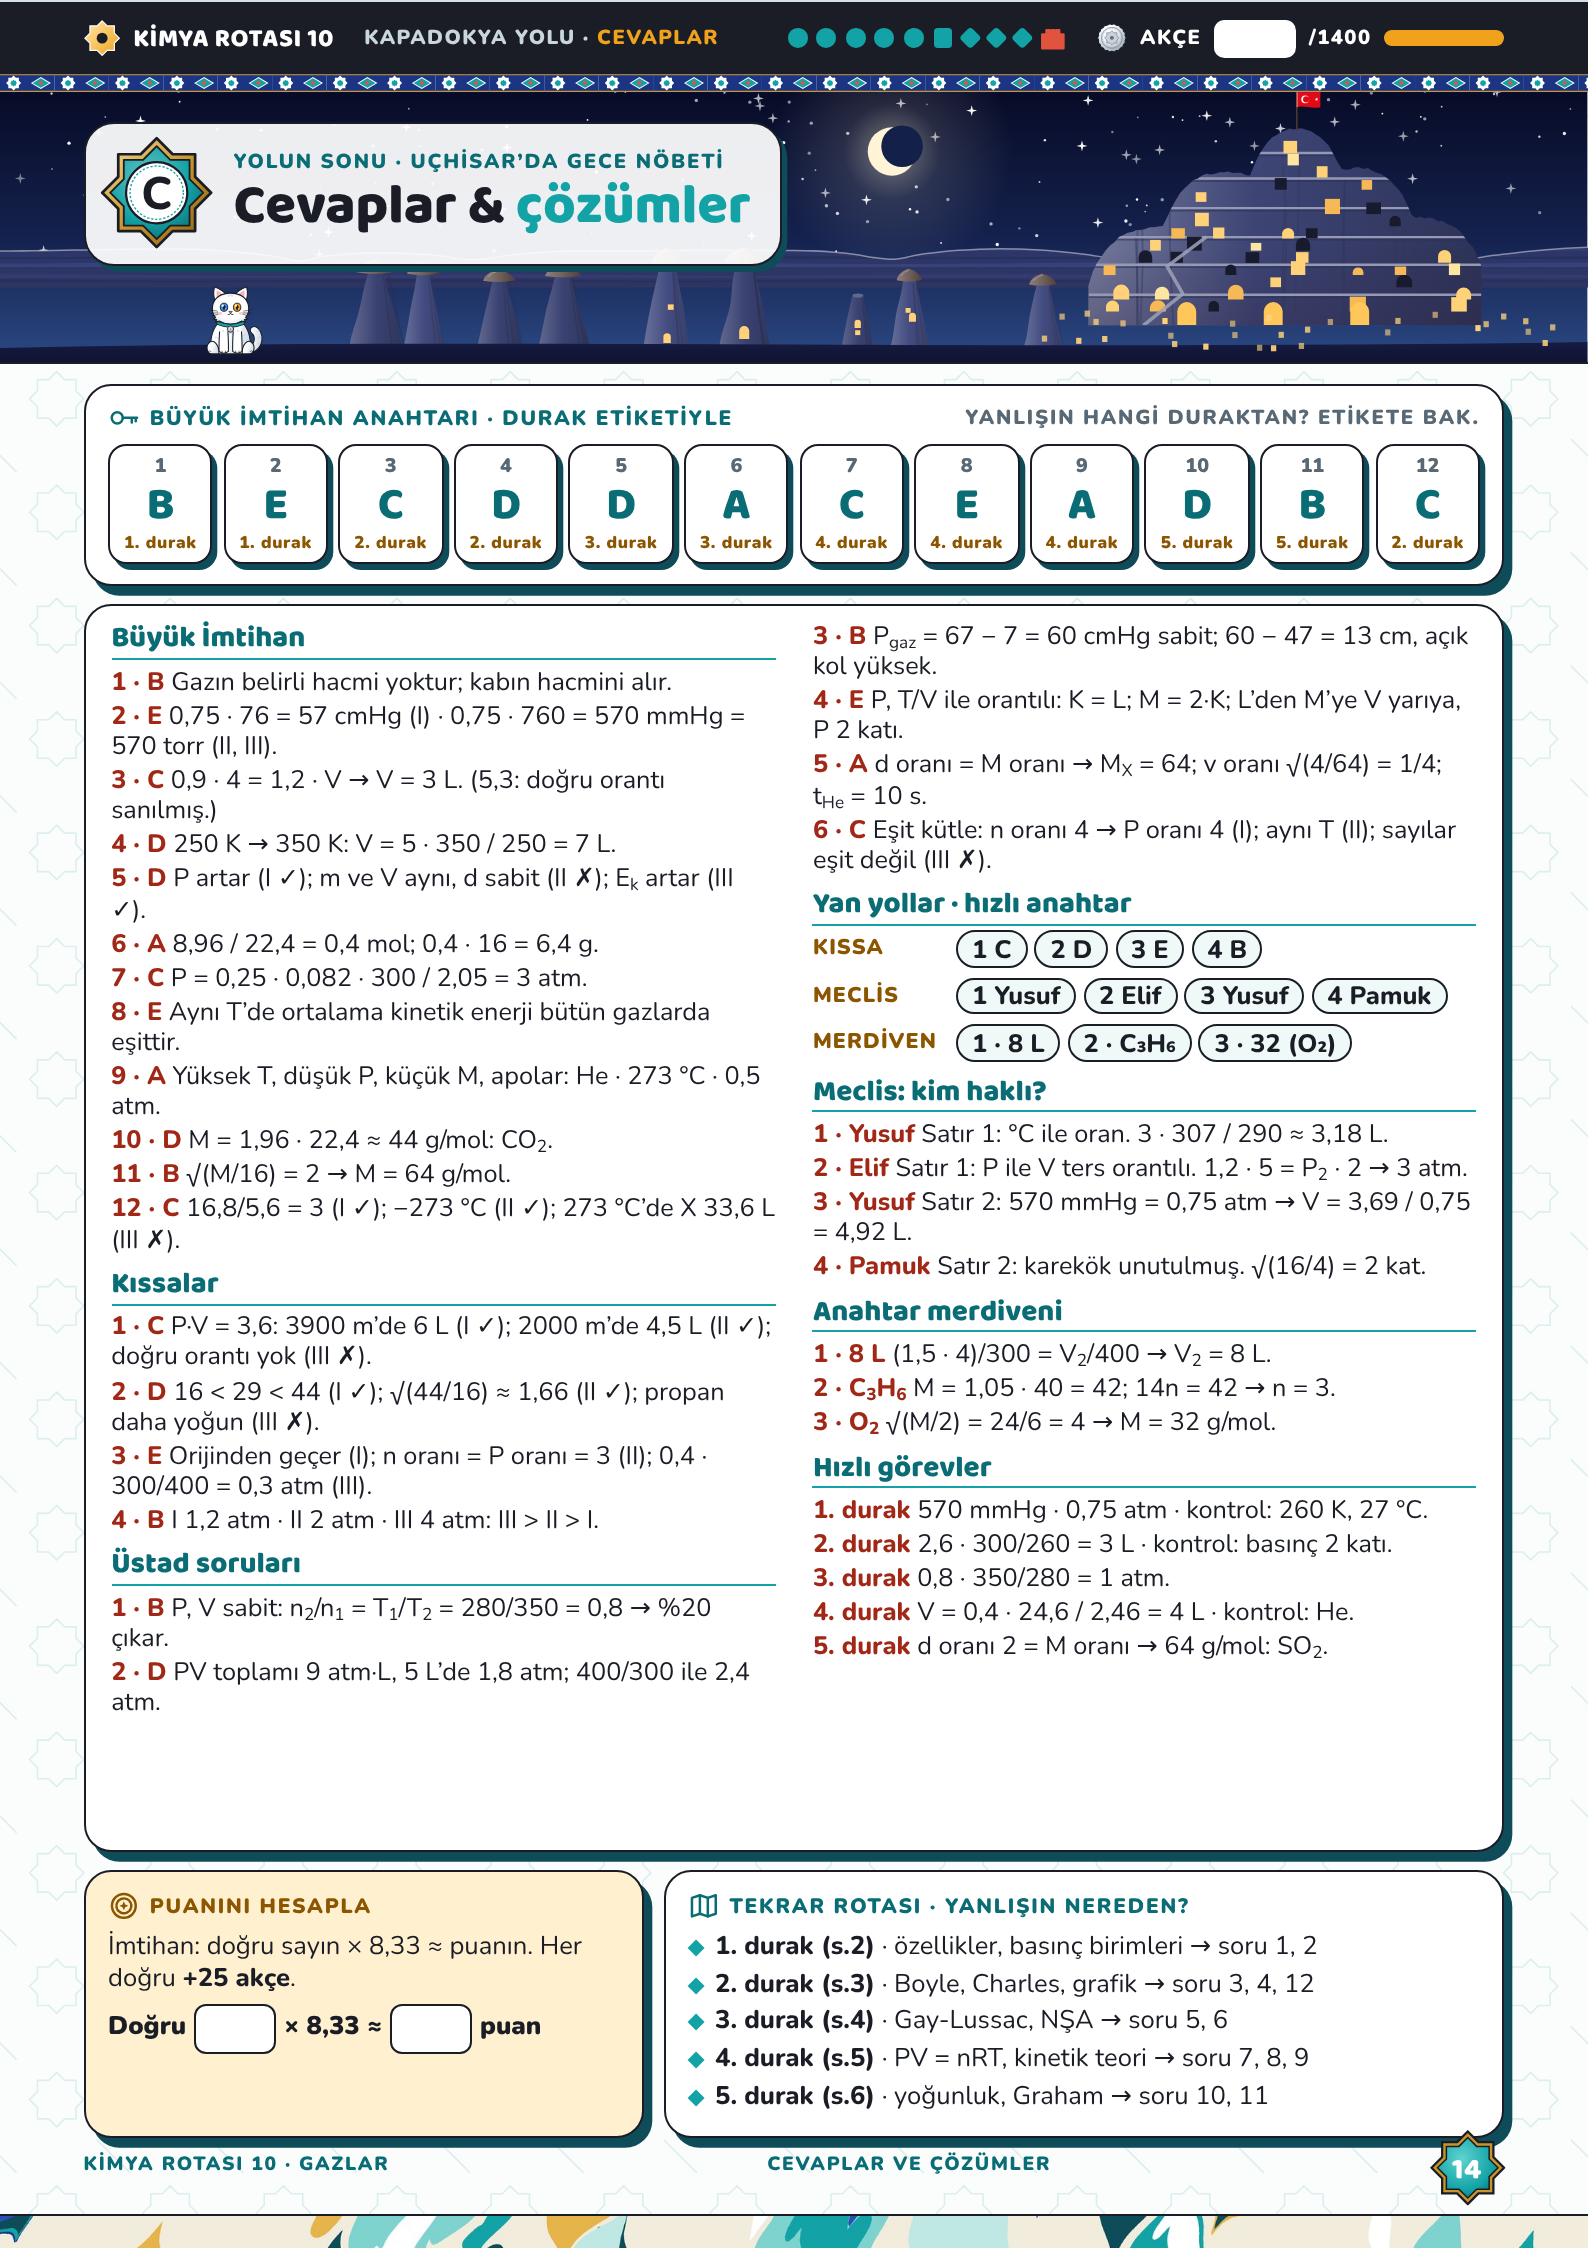 KİMYA ROTASI 10 KAPADOKYA YOLU · CEVAPLAR AKÇE /1400
YOLUN SONU · UÇHİSAR’DA GECE NÖBETİ
C
Cevaplar & çözümler
BÜYÜK İMTİHAN ANAHTARI · DURAK ETİKETİYLE
YANLIŞIN HANGİ DURAKTAN? ETİKETE BAK.
1 2 3 4 5 6 7 8 9 10 11 12
B E C D D A C E A D B C
1. durak 1. durak 2. durak 2. durak 3. durak 3. durak 4. durak 4. durak 4. durak 5. durak 5. durak 2. durak
Büyük İmtihan
1 · B Gazın belirli hacmi yoktur; kabın hacmini alır.
2 · E 0,75 · 76 = 57 cmHg (I) · 0,75 · 760 = 570 mmHg =
570 torr (II, III).
3 · C 0,9 · 4 = 1,2 · V → V = 3 L. (5,3: doğru orantı
sanılmış.)
4 · D 250 K → 350 K: V = 5 · 350 / 250 = 7 L.
5 · D P artar (I ✓); m ve V aynı, d sabit (II ✗); Eₖ artar (III
✓).
6 · A 8,96 / 22,4 = 0,4 mol; 0,4 · 16 = 6,4 g.
7 · C P = 0,25 · 0,082 · 300 / 2,05 = 3 atm.
8 · E Aynı T’de ortalama kinetik enerji bütün gazlarda
eşittir.
9 · A Yüksek T, düşük P, küçük M, apolar: He · 273 °C · 0,5
atm.
10 · D M = 1,96 · 22,4 ≈ 44 g/mol: CO₂.
11 · B √(M/16) = 2 → M = 64 g/mol.
12 · C 16,8/5,6 = 3 (I ✓); −273 °C (II ✓); 273 °C’de X 33,6 L
(III ✗).
Kıssalar
1 · C P·V = 3,6: 3900 m’de 6 L (I ✓); 2000 m’de 4,5 L (II ✓);
doğru orantı yok (III ✗).
2 · D 16 < 29 < 44 (I ✓); √(44/16) ≈ 1,66 (II ✓); propan
daha yoğun (III ✗).
3 · E Orijinden geçer (I); n oranı = P oranı = 3 (II); 0,4 ·
300/400 = 0,3 atm (III).
4 · B I 1,2 atm · II 2 atm · III 4 atm: III > II > I.
Üstad soruları
1 · B P, V sabit: n₂/n₁ = T₁/T₂ = 280/350 = 0,8 → %20
çıkar.
2 · D PV toplamı 9 atm·L, 5 L’de 1,8 atm; 400/300 ile 2,4
atm.
3 · B Pgaz = 67 − 7 = 60 cmHg sabit; 60 − 47 = 13 cm, açık
kol yüksek.
4 · E P, T/V ile orantılı: K = L; M = 2·K; L’den M’ye V yarıya,
P 2 katı.
5 · A d oranı = M oranı → MX = 64; v oranı √(4/64) = 1/4;
tHe = 10 s.
6 · C Eşit kütle: n oranı 4 → P oranı 4 (I); aynı T (II); sayılar
eşit değil (III ✗).
Yan yollar · hızlı anahtar
KISSA 1 C 2 D 3 E 4 B
MECLİS 1 Yusuf 2 Elif 3 Yusuf 4 Pamuk
MERDİVEN 1 · 8 L 2 · C₃H₆ 3 · 32 (O₂)
Meclis: kim haklı?
1 · Yusuf Satır 1: °C ile oran. 3 · 307 / 290 ≈ 3,18 L.
2 · Elif Satır 1: P ile V ters orantılı. 1,2 · 5 = P₂ · 2 → 3 atm.
3 · Yusuf Satır 2: 570 mmHg = 0,75 atm → V = 3,69 / 0,75
= 4,92 L.
4 · Pamuk Satır 2: karekök unutulmuş. √(16/4) = 2 kat.
Anahtar merdiveni
1 · 8 L (1,5 · 4)/300 = V₂/400 → V₂ = 8 L.
2 · C₃H₆ M = 1,05 · 40 = 42; 14n = 42 → n = 3.
3 · O₂ √(M/2) = 24/6 = 4 → M = 32 g/mol.
Hızlı görevler
1. durak 570 mmHg · 0,75 atm · kontrol: 260 K, 27 °C.
2. durak 2,6 · 300/260 = 3 L · kontrol: basınç 2 katı.
3. durak 0,8 · 350/280 = 1 atm.
4. durak V = 0,4 · 24,6 / 2,46 = 4 L · kontrol: He.
5. durak d oranı 2 = M oranı → 64 g/mol: SO₂.
PUANINI HESAPLA
İmtihan: doğru sayın × 8,33 ≈ puanın. Her
doğru +25 akçe.
Doğru × 8,33 ≈ puan
TEKRAR ROTASI · YANLIŞIN NEREDEN?
1. durak (s.2) · özellikler, basınç birimleri → soru 1, 2
2. durak (s.3) · Boyle, Charles, grafik → soru 3, 4, 12
3. durak (s.4) · Gay-Lussac, NŞA → soru 5, 6
4. durak (s.5) · PV = nRT, kinetik teori → soru 7, 8, 9
5. durak (s.6) · yoğunluk, Graham → soru 10, 11
KİMYA ROTASI 10 · GAZLAR CEVAPLAR VE ÇÖZÜMLER 14